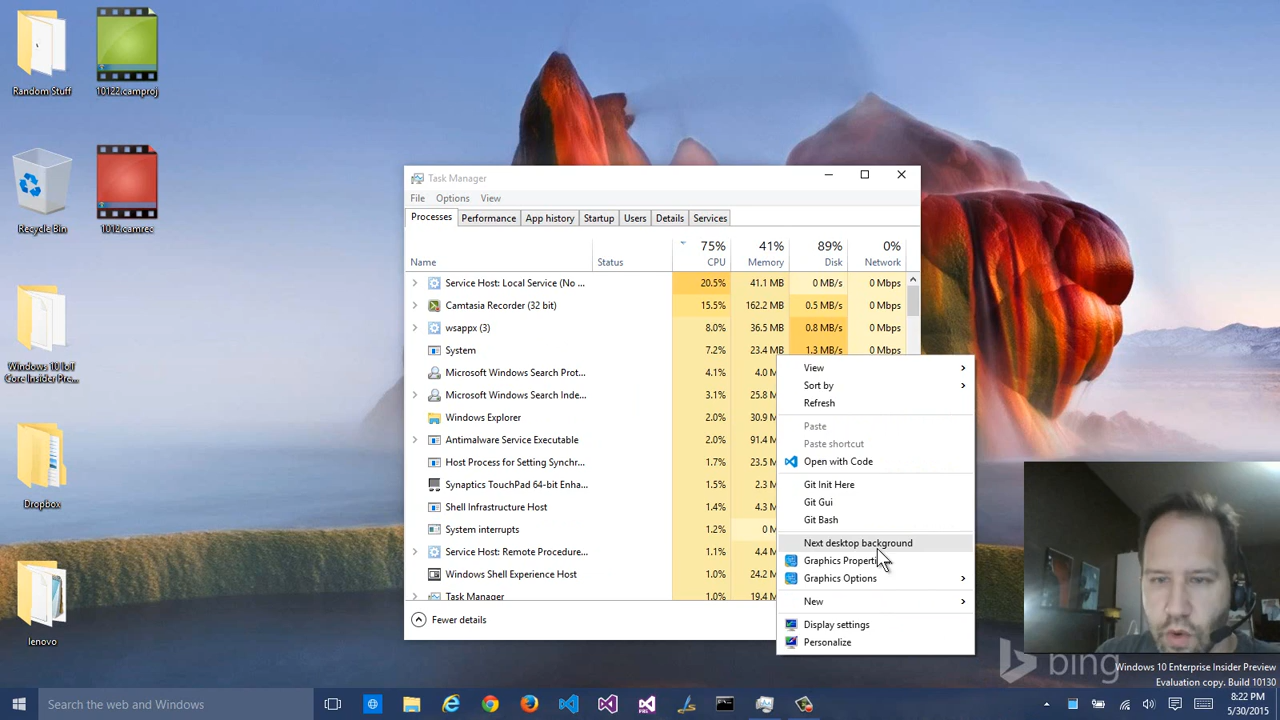 Random Stuff
10122.camproj
Recycle Bin
1012.camrec
Windows 10 IoT
Core Insider Pre...
Dropbox
lenovo
Task Manager
File Options View
Processes Performance App history Startup Users Details Services
75% 41% 89% 0%
Name Status CPU Memory Disk Network
Service Host: Local Service (No ... 20.5% 41.1 MB 0 MB/s 0 Mbps
Camtasia Recorder (32 bit) 15.5% 162.2 MB 0.5 MB/s 0 Mbps
wsappx (3) 8.0% 36.5 MB 0.8 MB/s 0 Mbps
System 7.2% 23.4 MB 1.3 MB/s 0 Mbps
Microsoft Windows Search Prot... 4.1% 4.0 M
Microsoft Windows Search Inde... 3.1% 25.8 M
Windows Explorer 2.0% 30.9 M
Antimalware Service Executable 2.0% 91.4 M
Host Process for Setting Synchr... 1.7% 23.5 M
Synaptics TouchPad 64-bit Enha... 1.5% 2.3 M
Shell Infrastructure Host 1.4% 4.3 M
System interrupts 1.2% 0 M
Service Host: Remote Procedure... 1.1% 4.4 M
Windows Shell Experience Host 1.0% 24.2 M
Task Manager 1.0% 19.4 M
Fewer details
View
Sort by
Refresh
Paste
Paste shortcut
Open with Code
Git Init Here
Git Gui
Git Bash
Next desktop background
Graphics Properti
Graphics Options
New
Display settings
Personalize
bing
Windows 10 Enterprise Insider Preview
Evaluation copy. Build 10130
Search the web and Windows
8:22 PM
5/30/2015